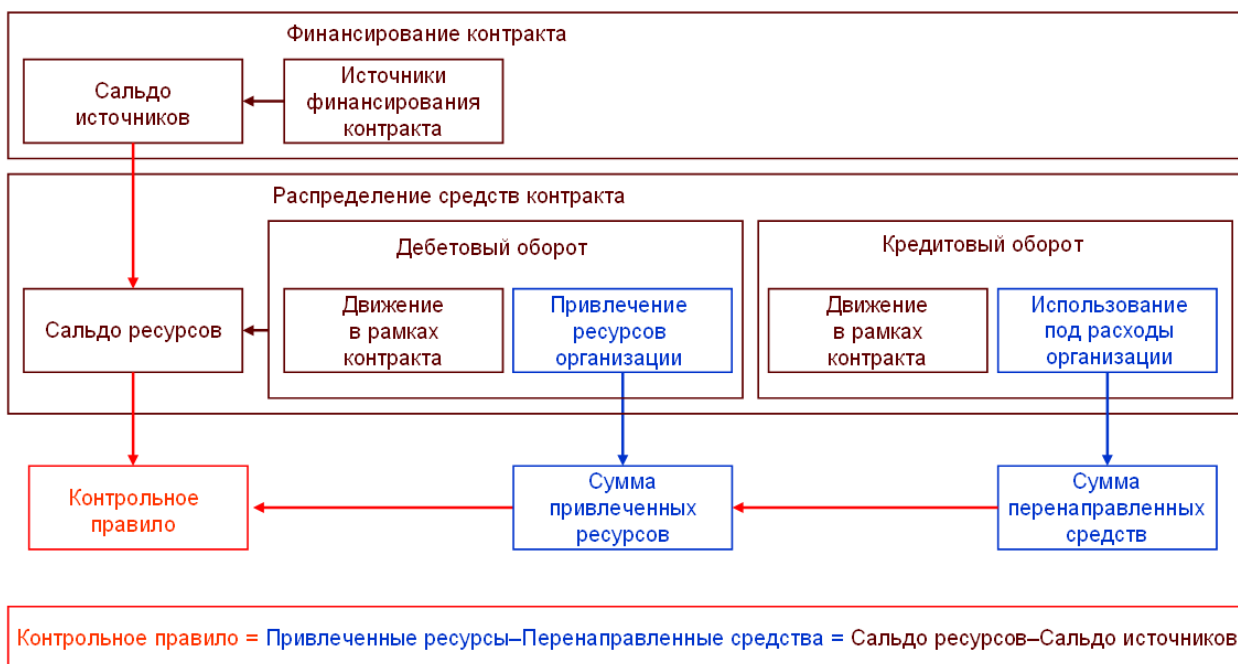 Финансирование контракта
Сальдо
источников
Источники
финансирования
контракта
Распределение средств контракта
Дебетовый оборот
Кредитовый оборот
Сальдо ресурсов
Движение
в рамках
контракта
Привлечение
ресурсов
организации
Движение
в рамках
контракта
Использование
под расходы
организации
Контрольное
правило
Сумма
привлеченных
ресурсов
Сумма
перенаправленных
средств
Контрольное правило = Привлеченные ресурсы–Перенаправленные средства = Сальдо ресурсов–Сальдо источников